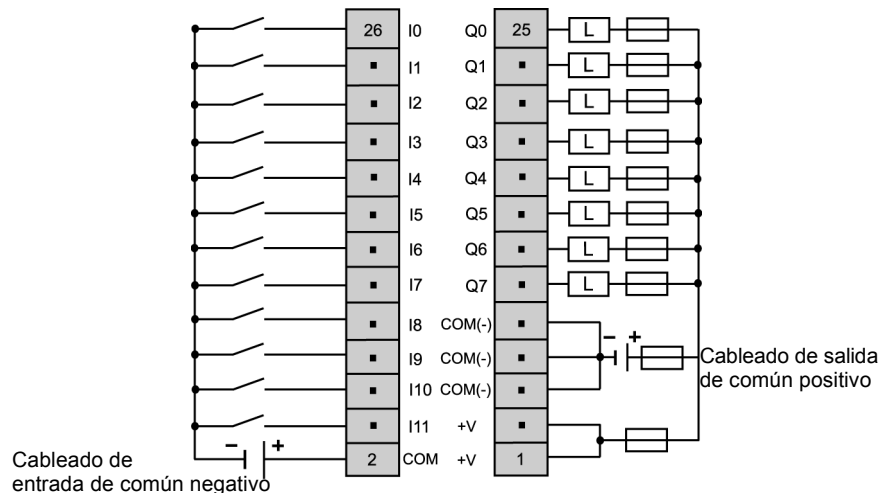 26 I0 Q0 25 L
I1 Q1 L
I2 Q2 L
I3 Q3 L
I4 Q4 L
I5 Q5 L
I6 Q6 L
I7 Q7 L
I8 COM(-)
I9 COM(-)
I10 COM(-)
I11 +V
2 COM +V 1
− +
− +
Cableado de salida
de común positivo
Cableado de
entrada de común negativo